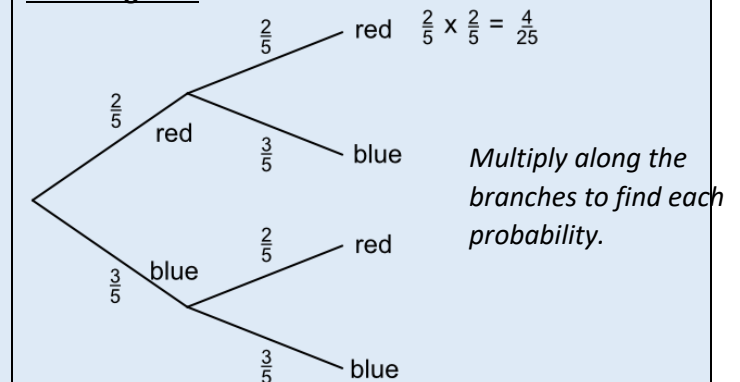 2/5 red 2/5 x 2/5 = 4/25
2/5
red
3/5 blue
Multiply along the
branches to find each
probability.
2/5 red
blue
3/5
3/5 blue